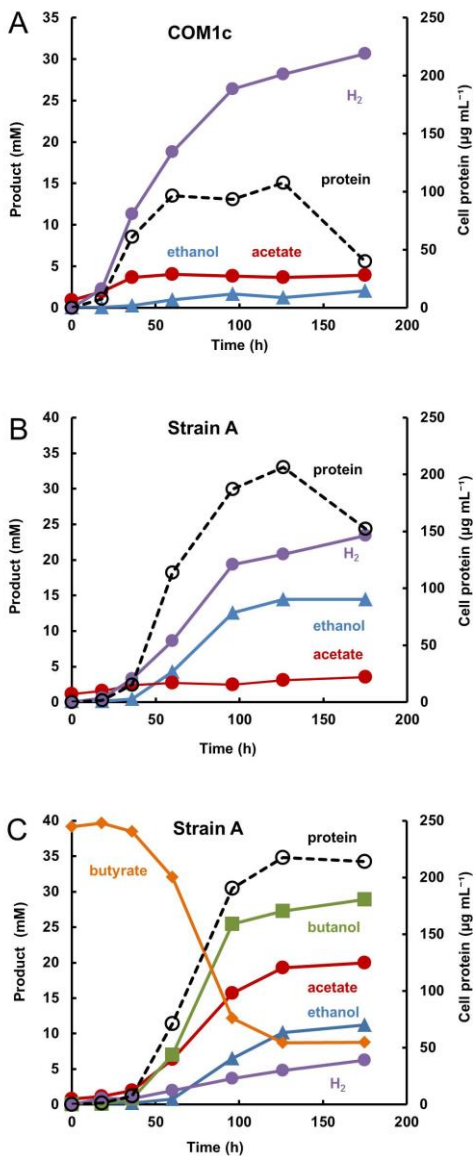 A
COM1c
35
30
25
20
15
10
5
0
Product (mM)
250
200
150
100
50
0
Cell protein (µg mL⁻¹)
H₂
protein
ethanol
acetate
0
50
100
150
200
Time (h)
B
Strain A
40
35
30
25
20
15
10
5
0
Product (mM)
250
200
150
100
50
0
Cell protein (µg mL⁻¹)
protein
H₂
ethanol
acetate
0
50
100
150
200
Time (h)
C
Strain A
40
35
30
25
20
15
10
5
0
Product (mM)
250
200
150
100
50
0
Cell protein (µg mL⁻¹)
protein
butyrate
butanol
acetate
ethanol
H₂
0
50
100
150
200
Time (h)